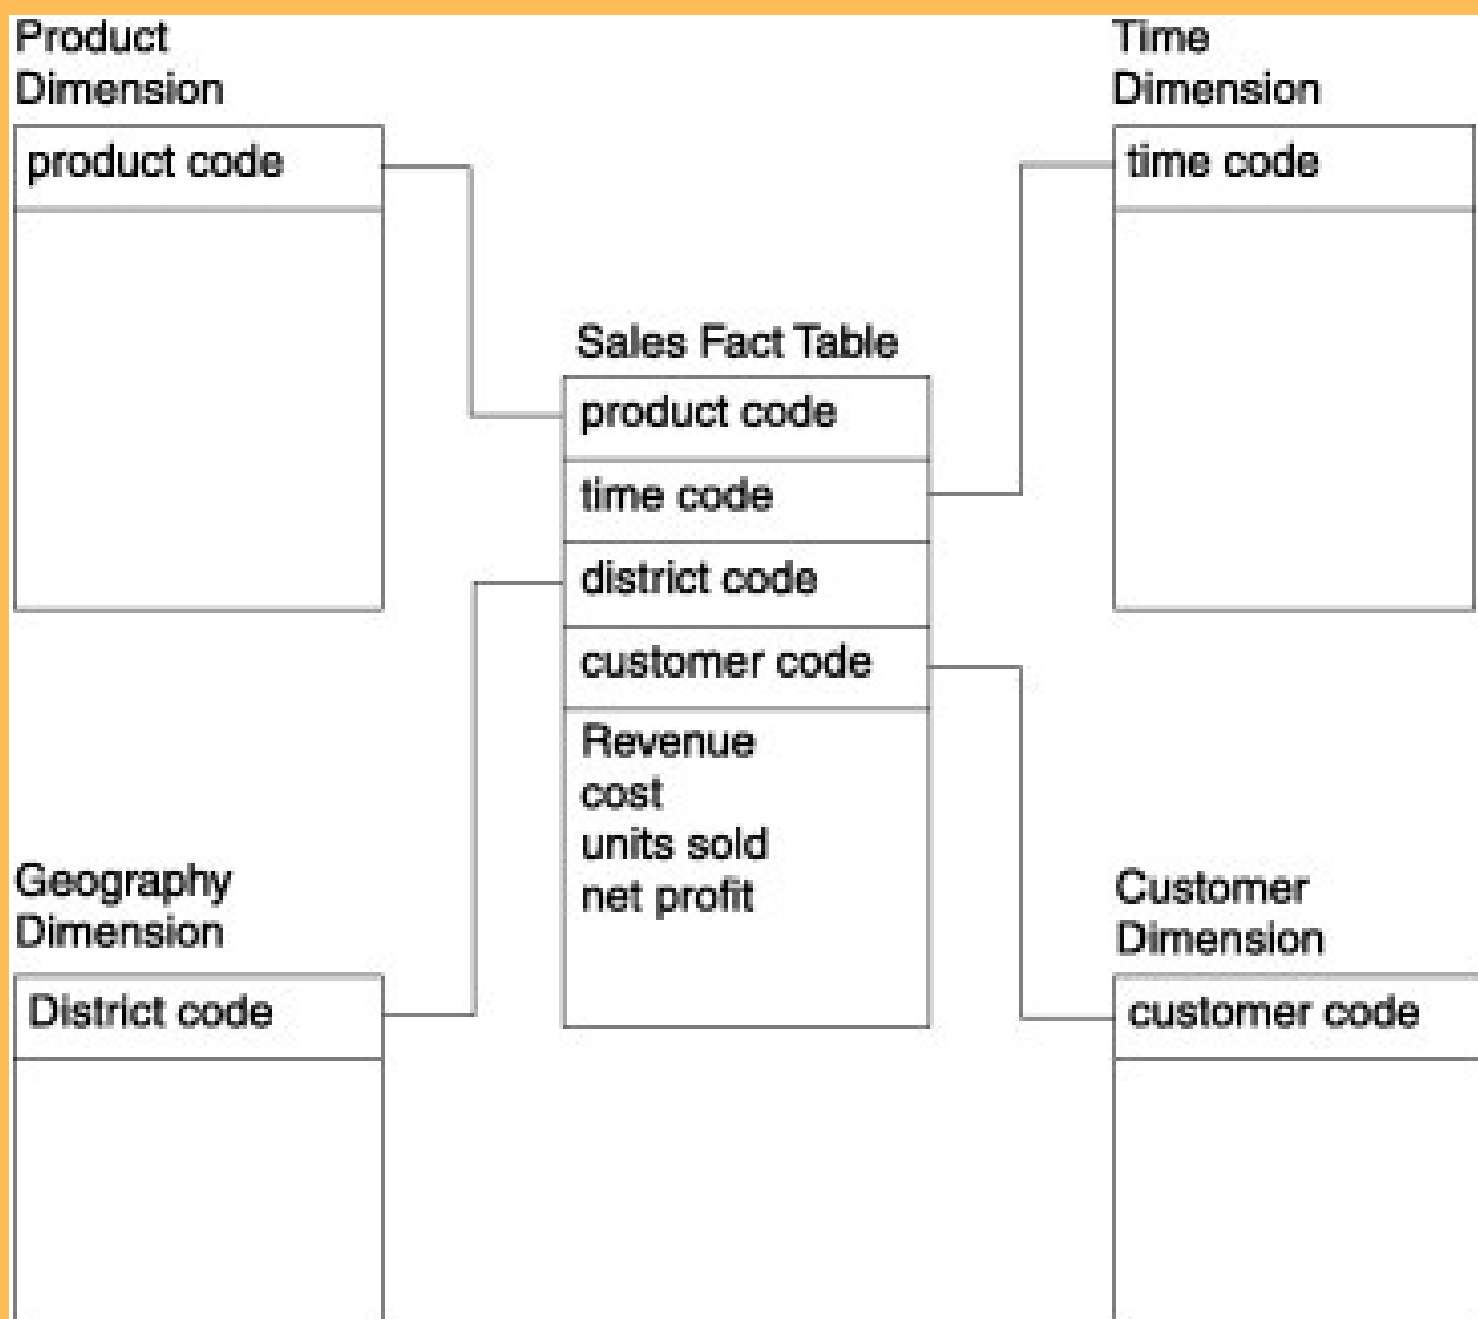 Product
Dimension
product code
Time
Dimension
time code
Sales Fact Table
product code
time code
district code
customer code
Revenue
cost
units sold
net profit
Geography
Dimension
District code
Customer
Dimension
customer code